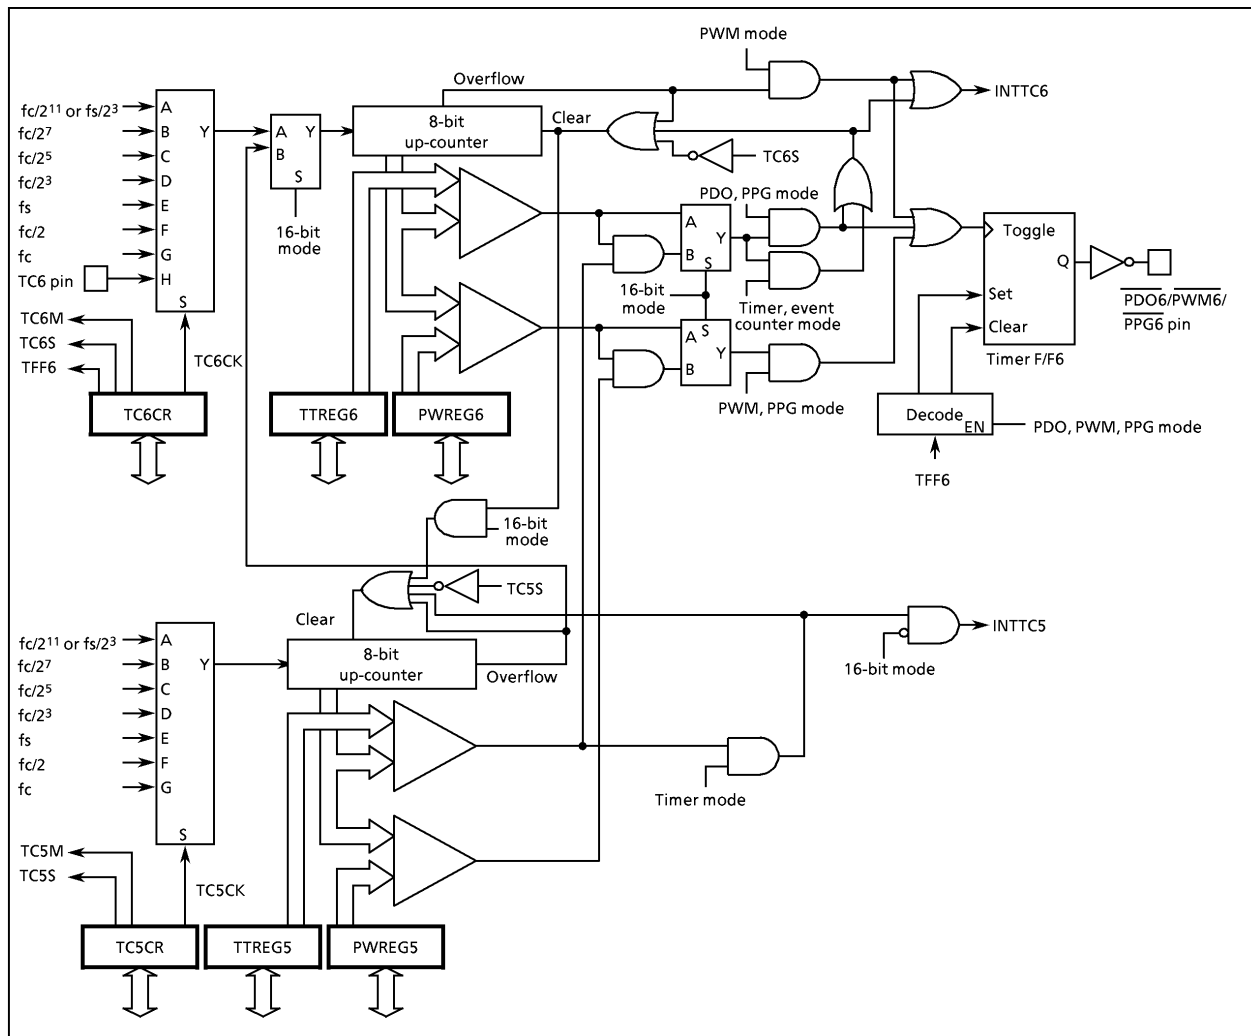 PWM mode
Overflow
fc/2¹¹ or fs/2³
fc/2⁷
fc/2⁵
fc/2³
fs
fc/2
fc
TC6 pin
A
B
C
D
E
F
G
H
Y
S
A
B
Y
S
16-bit
mode
8-bit
up-counter
Clear
TC6S
INTTC6
PDO, PPG mode
A
B
Y
S
16-bit
mode
Timer, event
counter mode
S
A
B
Y
PWM, PPG mode
Toggle
Q
Set
Clear
Timer F/F6
PDO6/PWM6/
PPG6 pin
Decode
EN
PDO, PWM, PPG mode
TFF6
TC6M
TC6S
TFF6
TC6CK
TC6CR
TTREG6
PWREG6
16-bit
mode
TC5S
Clear
8-bit
up-counter
Overflow
INTTC5
16-bit mode
fc/2¹¹ or fs/2³
fc/2⁷
fc/2⁵
fc/2³
fs
fc/2
fc
A
B
C
D
E
F
G
Y
S
Timer mode
TC5M
TC5S
TC5CK
TC5CR
TTREG5
PWREG5